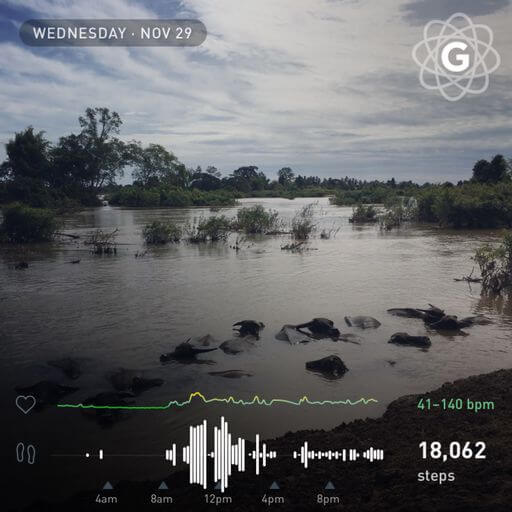 WEDNESDAY · NOV 29
G
41–140 bpm
18,062
steps
4am 8am 12pm 4pm 8pm